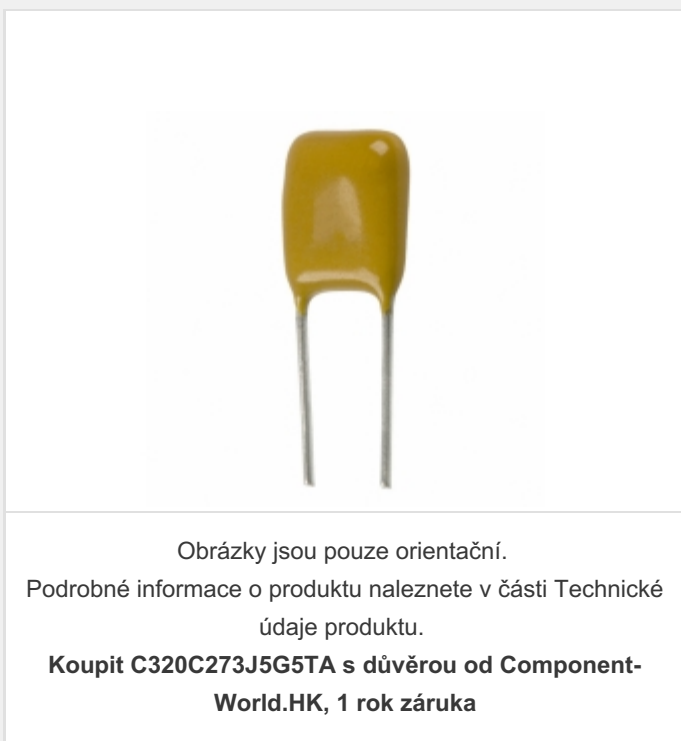 Obrázky jsou pouze orientační.
Podrobné informace o produktu naleznete v části Technické
údaje produktu.
Koupit C320C273J5G5TA s důvěrou od Component-
World.HK, 1 rok záruka